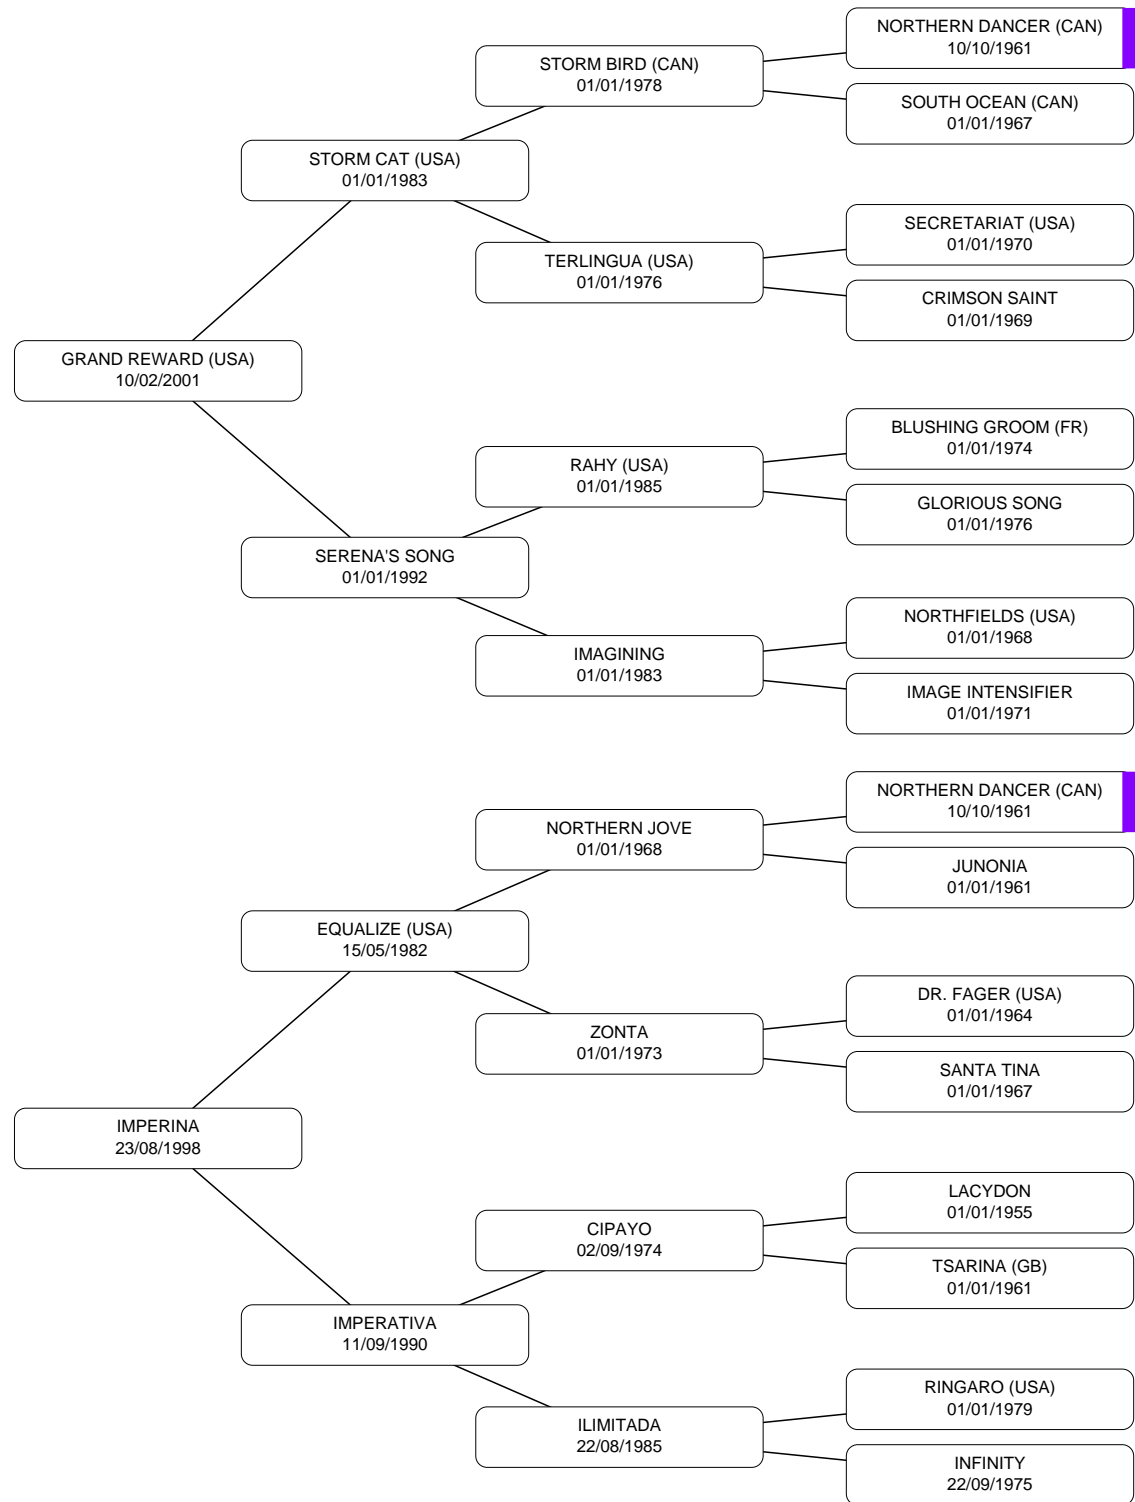 NORTHERN DANCER (CAN)
10/10/1961
STORM BIRD (CAN)
01/01/1978
SOUTH OCEAN (CAN)
01/01/1967
STORM CAT (USA)
01/01/1983
SECRETARIAT (USA)
01/01/1970
TERLINGUA (USA)
01/01/1976
CRIMSON SAINT
01/01/1969
GRAND REWARD (USA)
10/02/2001
BLUSHING GROOM (FR)
01/01/1974
RAHY (USA)
01/01/1985
GLORIOUS SONG
01/01/1976
SERENA'S SONG
01/01/1992
NORTHFIELDS (USA)
01/01/1968
IMAGINING
01/01/1983
IMAGE INTENSIFIER
01/01/1971
NORTHERN DANCER (CAN)
10/10/1961
NORTHERN JOVE
01/01/1968
JUNONIA
01/01/1961
EQUALIZE (USA)
15/05/1982
DR. FAGER (USA)
01/01/1964
ZONTA
01/01/1973
SANTA TINA
01/01/1967
IMPERINA
23/08/1998
LACYDON
01/01/1955
CIPAYO
02/09/1974
TSARINA (GB)
01/01/1961
IMPERATIVA
11/09/1990
RINGARO (USA)
01/01/1979
ILIMITADA
22/08/1985
INFINITY
22/09/1975